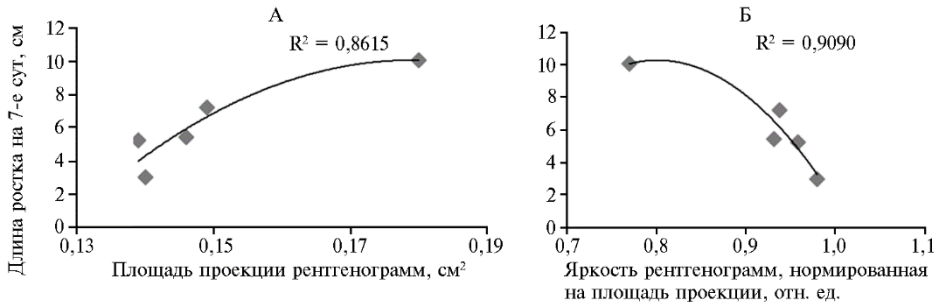 А
Длина ростка на 7-е сут, см
12
10
8
6
4
2
0
R² = 0,8615
0,13
0,15
0,17
0,19
Площадь проекции рентгенограмм, см²
Б
12
10
8
6
4
2
0
R² = 0,9090
0,7
0,8
0,9
1,0
1,1
Яркость рентгенограмм, нормированная
на площадь проекции, отн. ед.